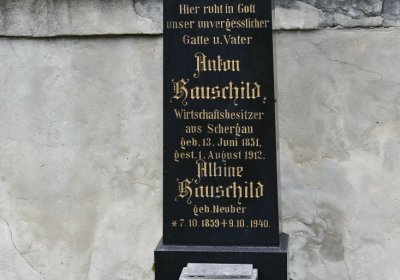 Hier ruht in Gott
unser unvergesslicher
Gatte u. Vater
Anton
Hauschild,
Wirtschaftsbesitzer
aus Schergau
geb. 13. Juni 1851,
gest. 1. August 1912.
Albine
Hauschild
geb. Neuber
* 7. 10. 1859 + 9. 10. 1940.